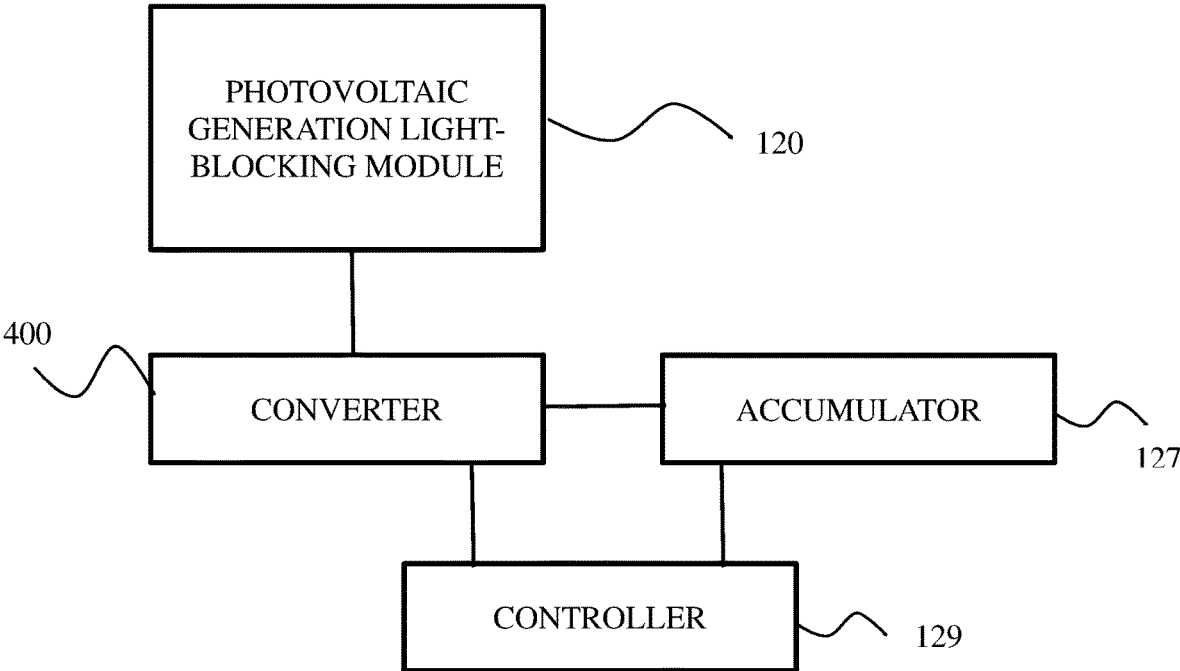 PHOTOVOLTAIC
GENERATION LIGHT-
BLOCKING MODULE
120
400
CONVERTER
ACCUMULATOR
127
CONTROLLER
129